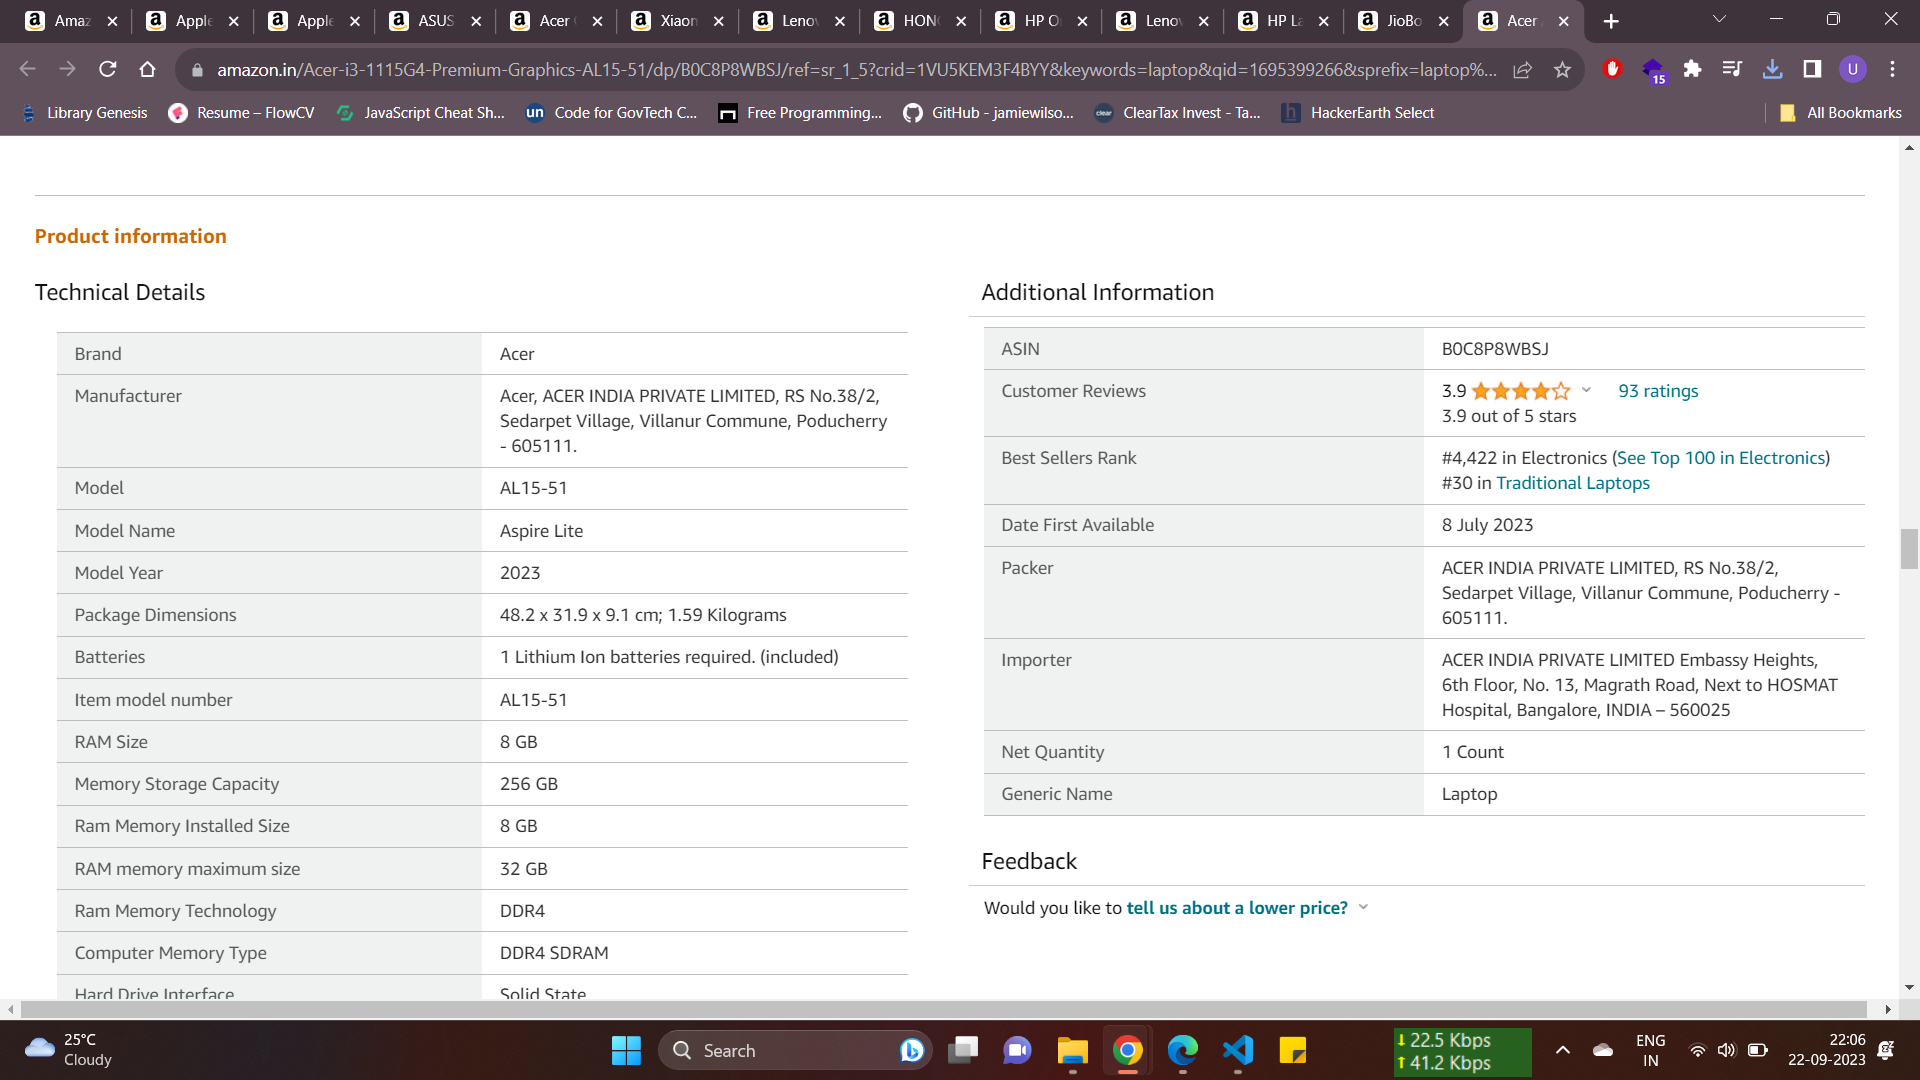 Amaz
Apple
Apple
ASUS
Acer
Xiaom
Lenov
HONO
HP O
Lenov
HP La
JioBo
Acer
amazon.in/Acer-i3-1115G4-Premium-Graphics-AL15-51/dp/B0C8P8WBSJ/ref=sr_1_5?crid=1VU5KEM3F4BYY&keywords=laptop&qid=1695399266&sprefix=laptop%...
15
U
Library Genesis
Resume – FlowCV
JavaScript Cheat Sh...
un Code for GovTech C...
Free Programming...
GitHub - jamiewilso...
clear ClearTax Invest - Ta...
h HackerEarth Select
All Bookmarks
Product information
Technical Details
Brand Acer
Manufacturer Acer, ACER INDIA PRIVATE LIMITED, RS No.38/2,
Sedarpet Village, Villanur Commune, Poducherry
- 605111.
Model AL15-51
Model Name Aspire Lite
Model Year 2023
Package Dimensions 48.2 x 31.9 x 9.1 cm; 1.59 Kilograms
Batteries 1 Lithium Ion batteries required. (included)
Item model number AL15-51
RAM Size 8 GB
Memory Storage Capacity 256 GB
Ram Memory Installed Size 8 GB
RAM memory maximum size 32 GB
Ram Memory Technology DDR4
Computer Memory Type DDR4 SDRAM
Hard Drive Interface Solid State
Additional Information
ASIN B0C8P8WBSJ
Customer Reviews 3.9 93 ratings
3.9 out of 5 stars
Best Sellers Rank #4,422 in Electronics (See Top 100 in Electronics)
#30 in Traditional Laptops
Date First Available 8 July 2023
Packer ACER INDIA PRIVATE LIMITED, RS No.38/2,
Sedarpet Village, Villanur Commune, Poducherry -
605111.
Importer ACER INDIA PRIVATE LIMITED Embassy Heights,
6th Floor, No. 13, Magrath Road, Next to HOSMAT
Hospital, Bangalore, INDIA – 560025
Net Quantity 1 Count
Generic Name Laptop
Feedback
Would you like to tell us about a lower price?
25°C
Cloudy
Search
22.5 Kbps
41.2 Kbps
ENG
IN
22:06
22-09-2023